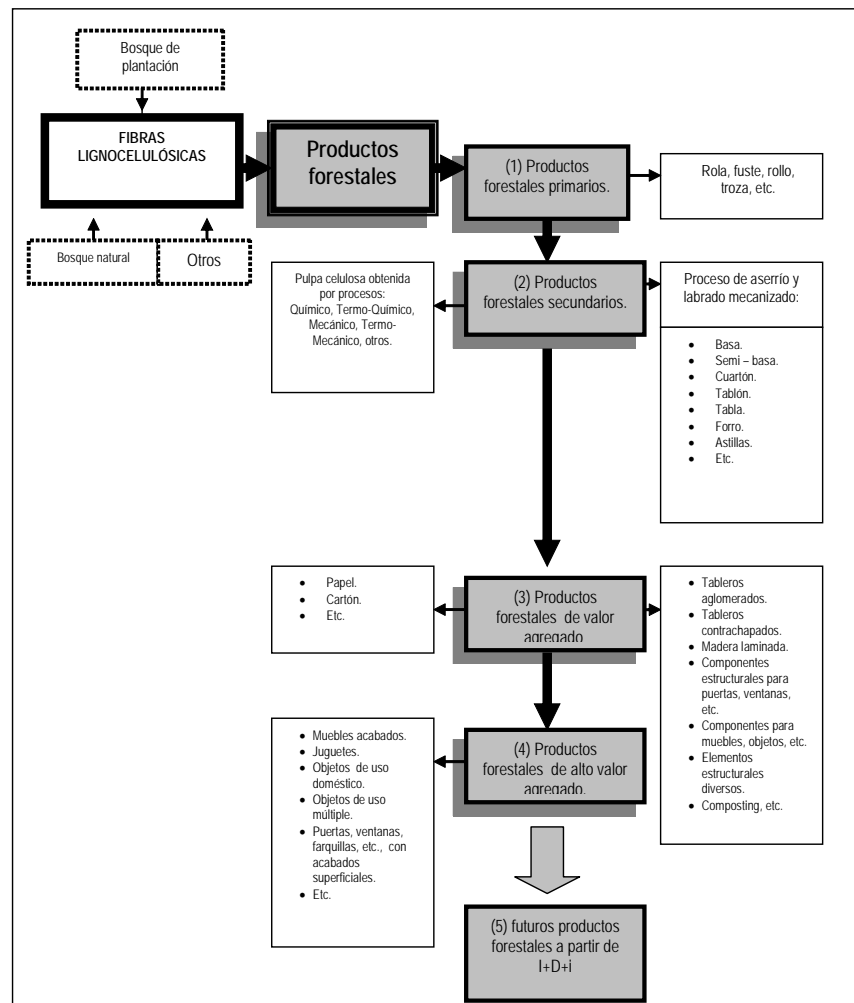 Bosque de
plantación
FIBRAS
LIGNOCELULÓSICAS
Bosque natural
Otros
Productos
forestales
(1) Productos
forestales primarios.
Rola, fuste, rollo,
troza, etc.
(2) Productos
forestales secundarios.
Pulpa celulosa obtenida
por procesos:
Químico, Termo-Químico,
Mecánico, Termo-
Mecánico, otros.
Proceso de aserrío y
labrado mecanizado:
• Basa.
• Semi – basa.
• Cuartón.
• Tablón.
• Tabla.
• Forro.
• Astillas.
• Etc.
(3) Productos
forestales de valor
agregado
• Papel.
• Cartón.
• Etc.
• Tableros
aglomerados.
• Tableros
contrachapados.
• Madera laminada.
• Componentes
estructurales para
puertas, ventanas,
etc.
• Componentes para
muebles, objetos, etc.
• Elementos
estructurales
diversos.
• Composting, etc.
(4) Productos
forestales de alto valor
agregado.
• Muebles acabados.
• Juguetes.
• Objetos de uso
doméstico.
• Objetos de uso
múltiple.
• Puertas, ventanas,
farquillas, etc., con
acabados
superficiales.
• Etc.
(5) futuros productos
forestales a partir de
I+D+i